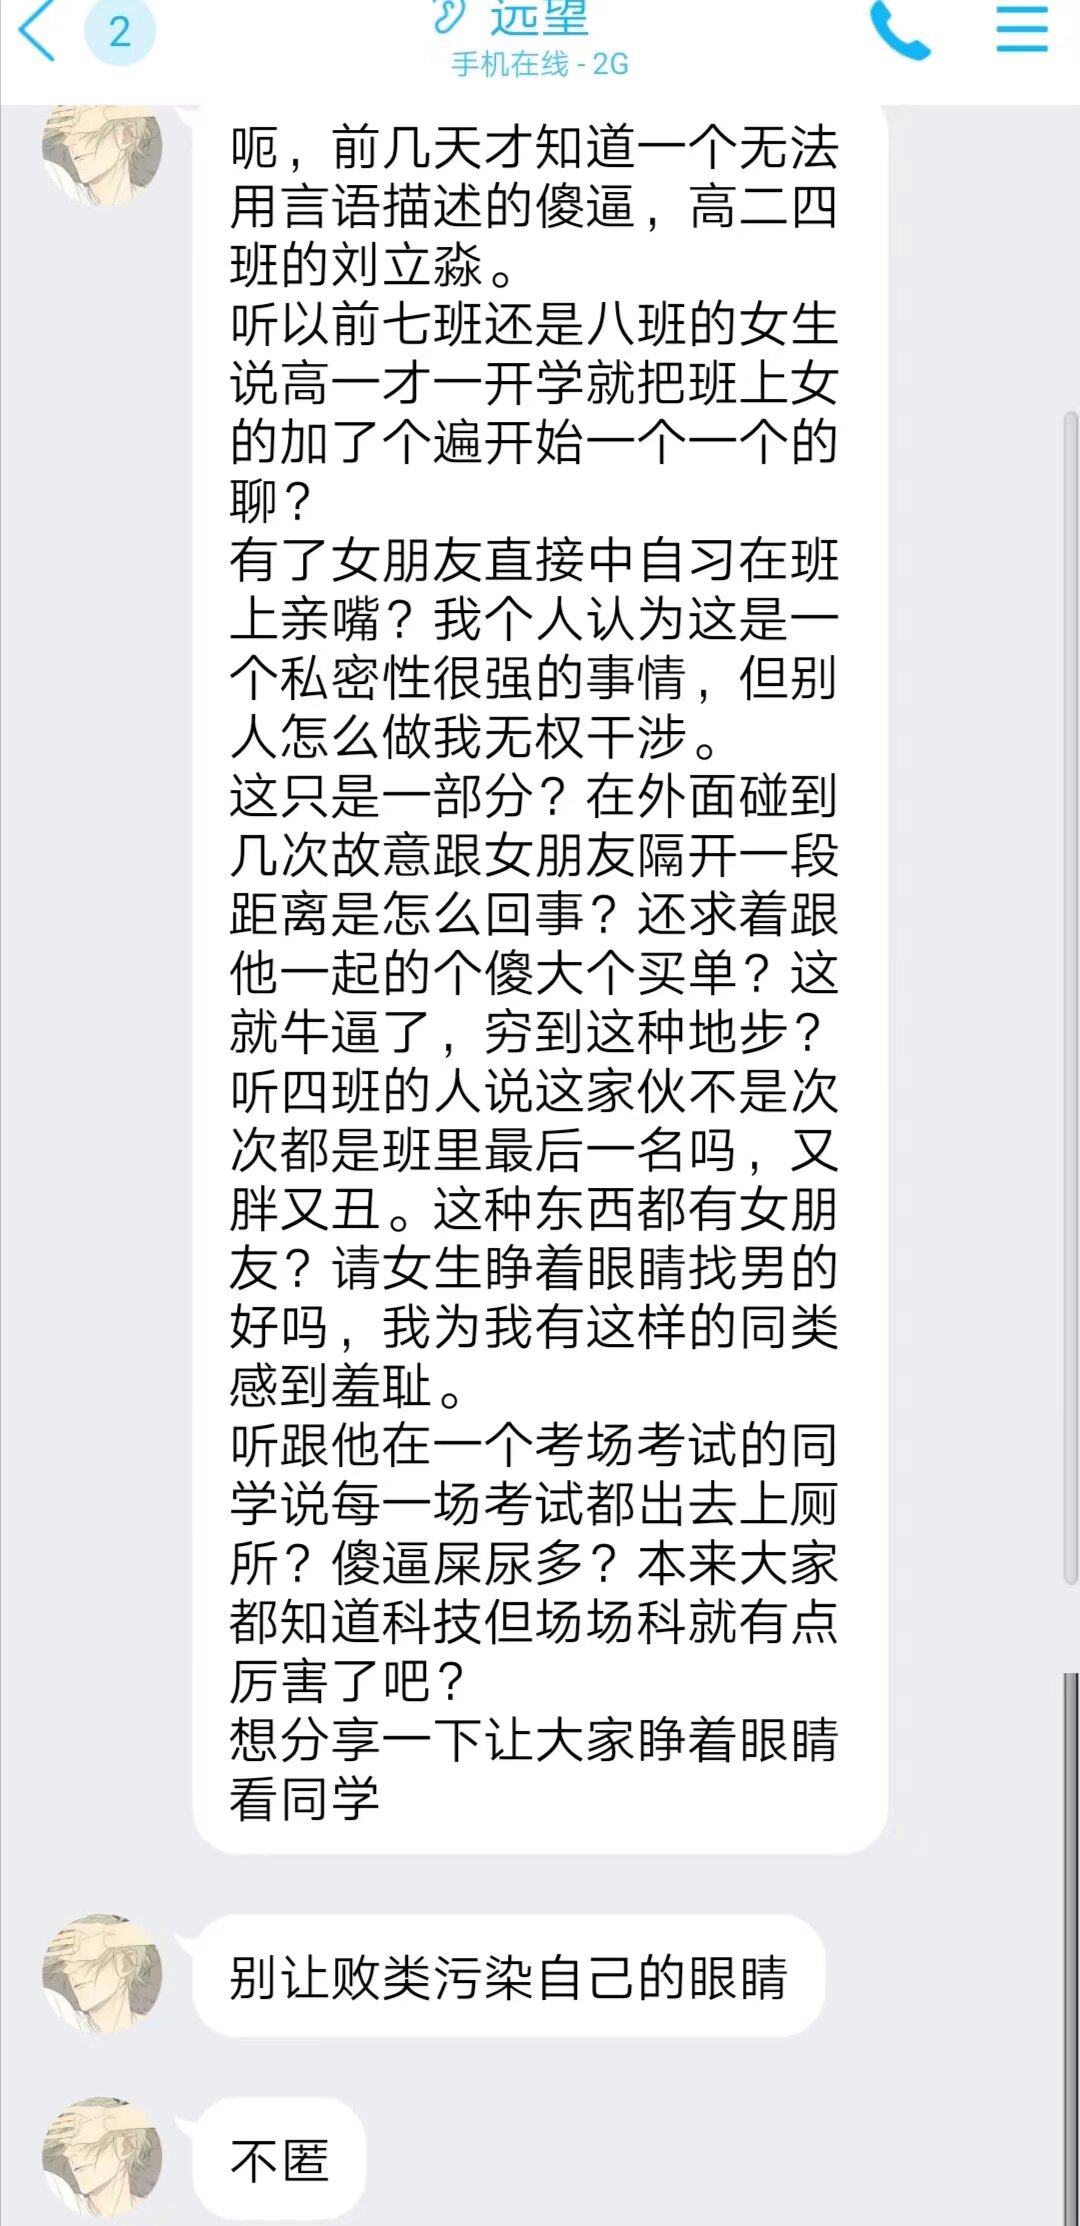 2
远望
手机在线 - 2G
呃，前几天才知道一个无法
用言语描述的傻逼，高二四
班的刘立淼。
听以前七班还是八班的女生
说高一才一开学就把班上女
的加了个遍开始一个一个的
聊？
有了女朋友直接中自习在班
上亲嘴？我个人认为这是一
个私密性很强的事情，但别
人怎么做我无权干涉。
这只是一部分？在外面碰到
几次故意跟女朋友隔开一段
距离是怎么回事？还求着跟
他一起的个傻大个买单？这
就牛逼了，穷到这种地步？
听四班的人说这家伙不是次
次都是班里最后一名吗，又
胖又丑。这种东西都有女朋
友？请女生睁着眼睛找男的
好吗，我为我有这样的同类
感到羞耻。
听跟他在一个考场考试的同
学说每一场考试都出去上厕
所？傻逼屎尿多？本来大家
都知道科技但场场科就有点
厉害了吧？
想分享一下让大家睁着眼睛
看同学
别让败类污染自己的眼睛
不匿